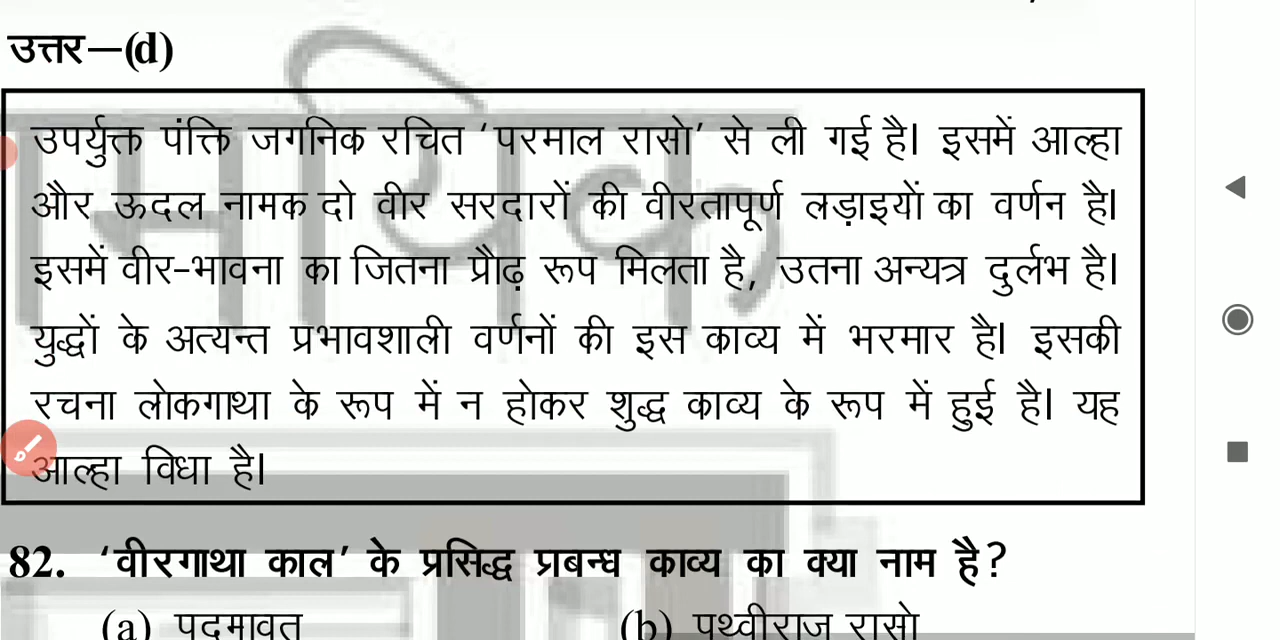 उत्तर—(d)
उपर्युक्त पंक्ति जगनिक रचित ‘परमाल रासो’ से ली गई है। इसमें आल्हा
और ऊदल नामक दो वीर सरदारों की वीरतापूर्ण लड़ाइयों का वर्णन है।
इसमें वीर-भावना का जितना प्रौढ़ रूप मिलता है, उतना अन्यत्र दुर्लभ है।
युद्धों के अत्यन्त प्रभावशाली वर्णनों की इस काव्य में भरमार है। इसकी
रचना लोकगाथा के रूप में न होकर शुद्ध काव्य के रूप में हुई है। यह
आल्हा विधा है।
82. ‘वीरगाथा काल’ के प्रसिद्ध प्रबन्ध काव्य का क्या नाम है?
(a) पदमावत (b) पृथ्वीराज रासो